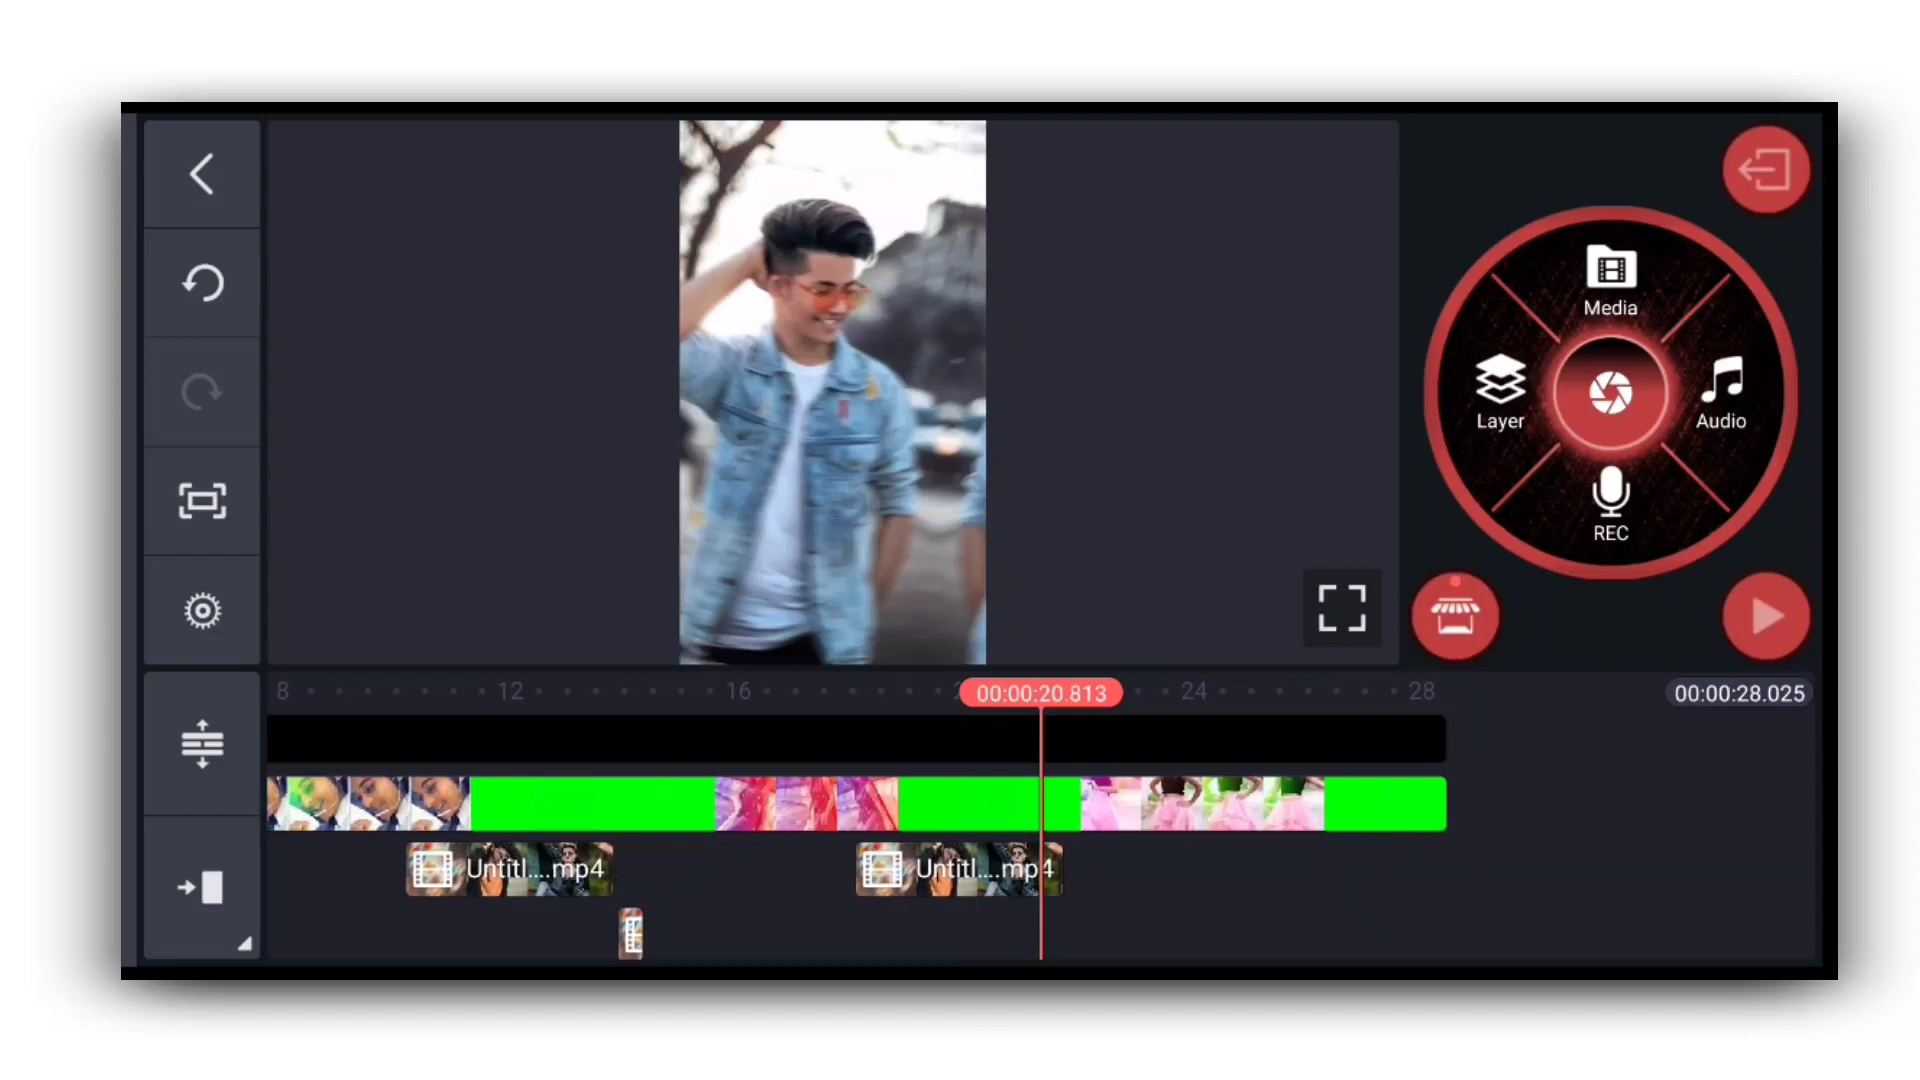 Media
Layer
Audio
REC
8
12
16
00:00:20.813
24
28
00:00:28.025
Untitl....mp4
Untitl....mp4